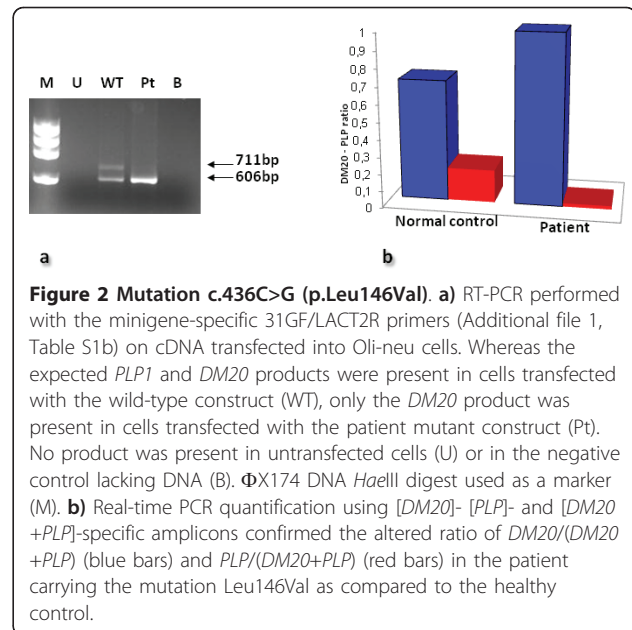 M U WT Pt B
711bp
606bp
a
DM20 - PLP ratio
1
0,9
0,8
0,7
0,6
0,5
0,4
0,3
0,2
0,1
0
Normal control Patient
b
Figure 2 Mutation c.436C>G (p.Leu146Val). a) RT-PCR performed
with the minigene-specific 31GF/LACT2R primers (Additional file 1,
Table S1b) on cDNA transfected into Oli-neu cells. Whereas the
expected PLP1 and DM20 products were present in cells transfected
with the wild-type construct (WT), only the DM20 product was
present in cells transfected with the patient mutant construct (Pt).
No product was present in untransfected cells (U) or in the negative
control lacking DNA (B). ΦX174 DNA HaeIII digest used as a marker
(M). b) Real-time PCR quantification using [DM20]- [PLP]- and [DM20
+PLP]-specific amplicons confirmed the altered ratio of DM20/(DM20
+PLP) (blue bars) and PLP/(DM20+PLP) (red bars) in the patient
carrying the mutation Leu146Val as compared to the healthy
control.